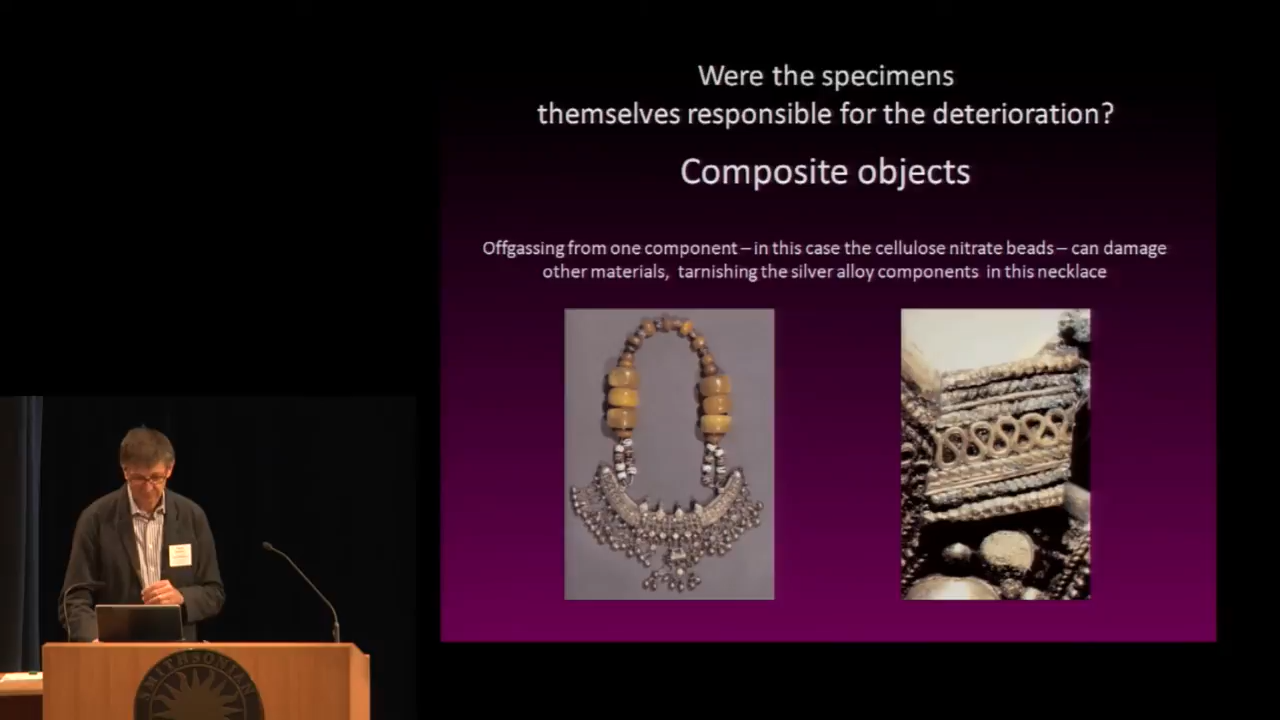 Were the specimens
themselves responsible for the deterioration?
Composite objects
Offgassing from one component – in this case the cellulose nitrate beads – can damage
other materials,  tarnishing the silver alloy components  in this necklace
SMITHSONIAN